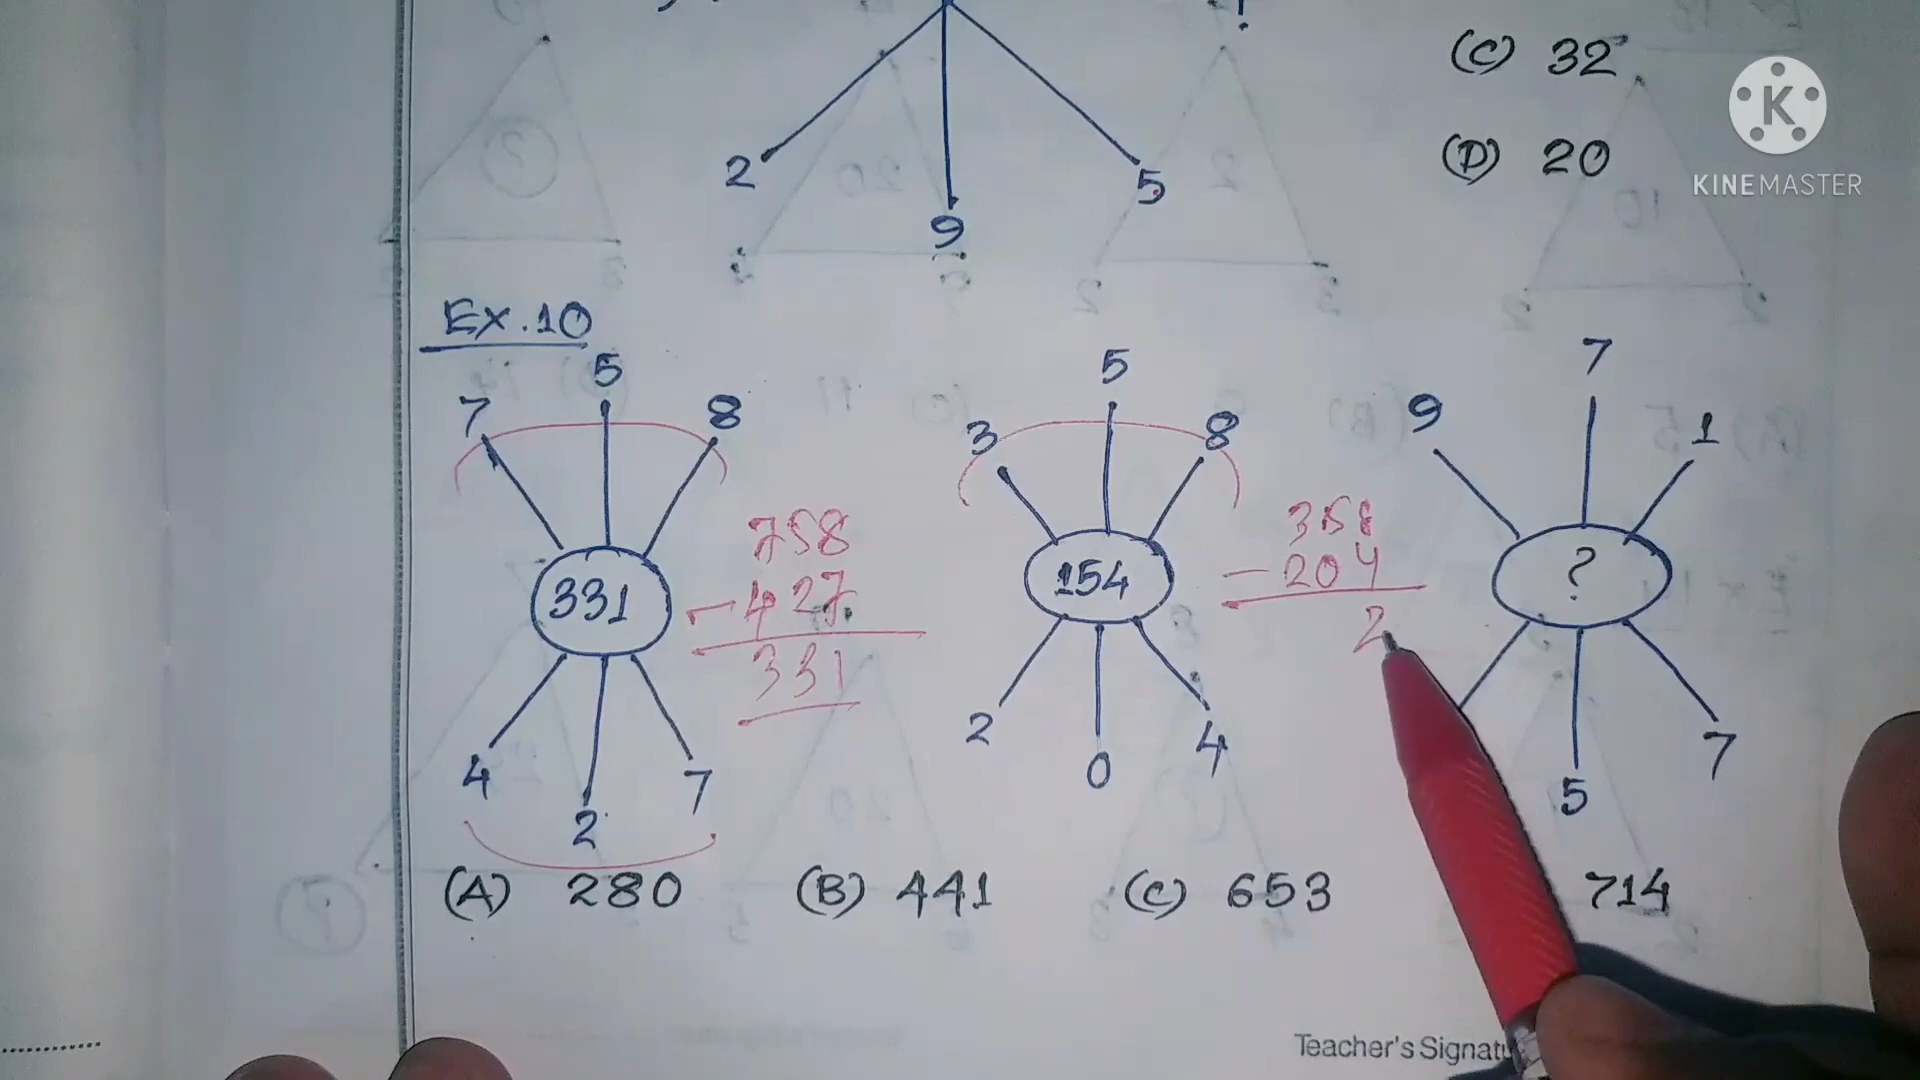 (C) 32
K
KINEMASTER
(D) 20
2
9
5
Ex.10
7 5 8
3 5 8
9 7 1
758
- 427
331
358
- 204
2
331
154
?
4 2 7
2 0 4
5 7
(A) 280 (B) 441 (C) 653 714
Teacher's Signatu